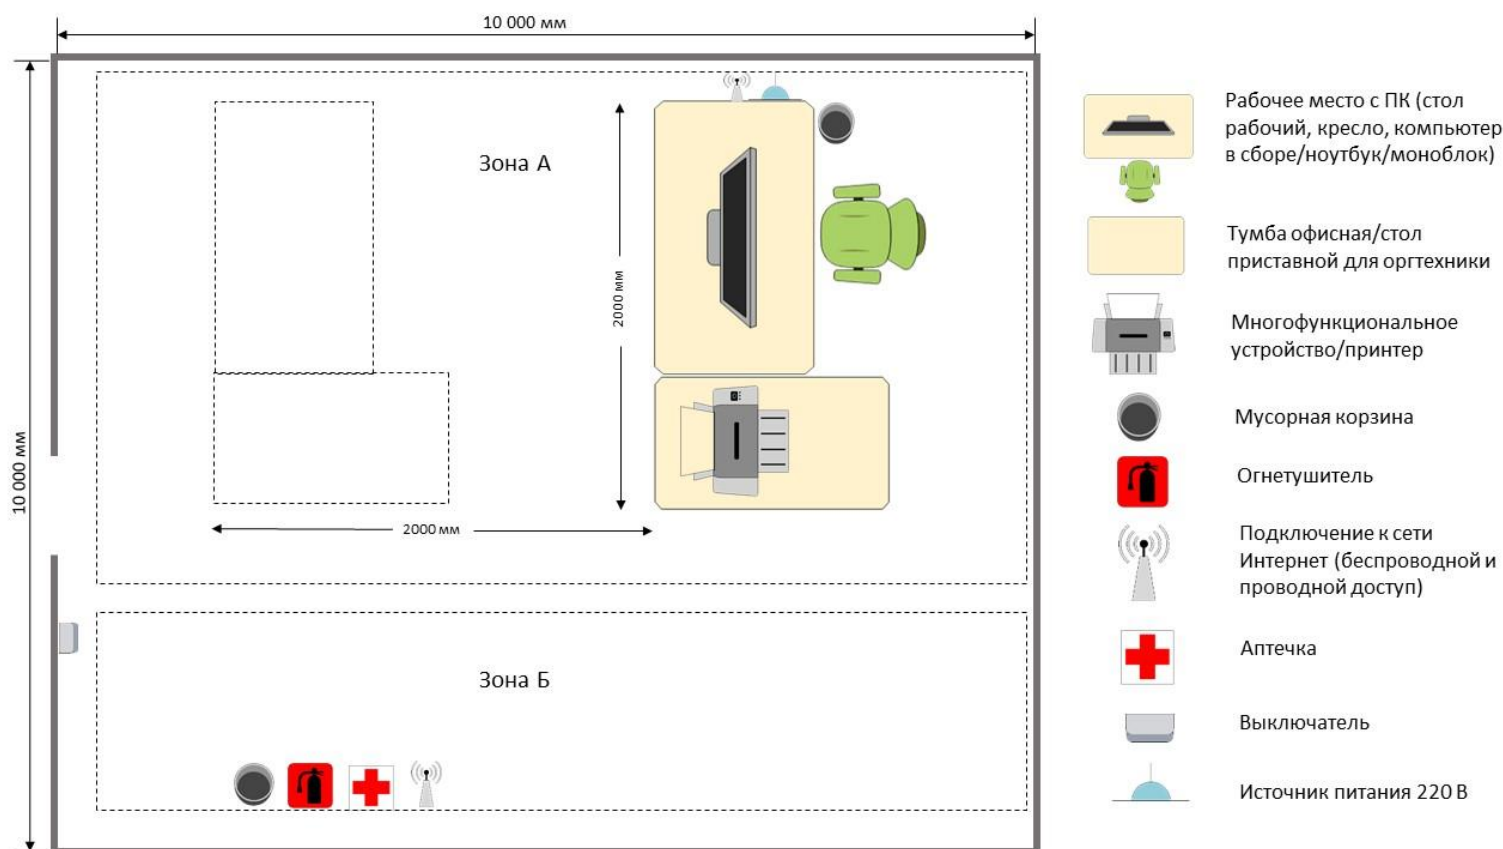 10 000 мм
10 000 мм
Зона А
2000 мм
2000 мм
Зона Б
Рабочее место с ПК (стол
рабочий, кресло, компьютер
в сборе/ноутбук/моноблок)
Тумба офисная/стол
приставной для оргтехники
Многофункциональное
устройство/принтер
Мусорная корзина
Огнетушитель
Подключение к сети
Интернет (беспроводной и
проводной доступ)
Аптечка
Выключатель
Источник питания 220 В